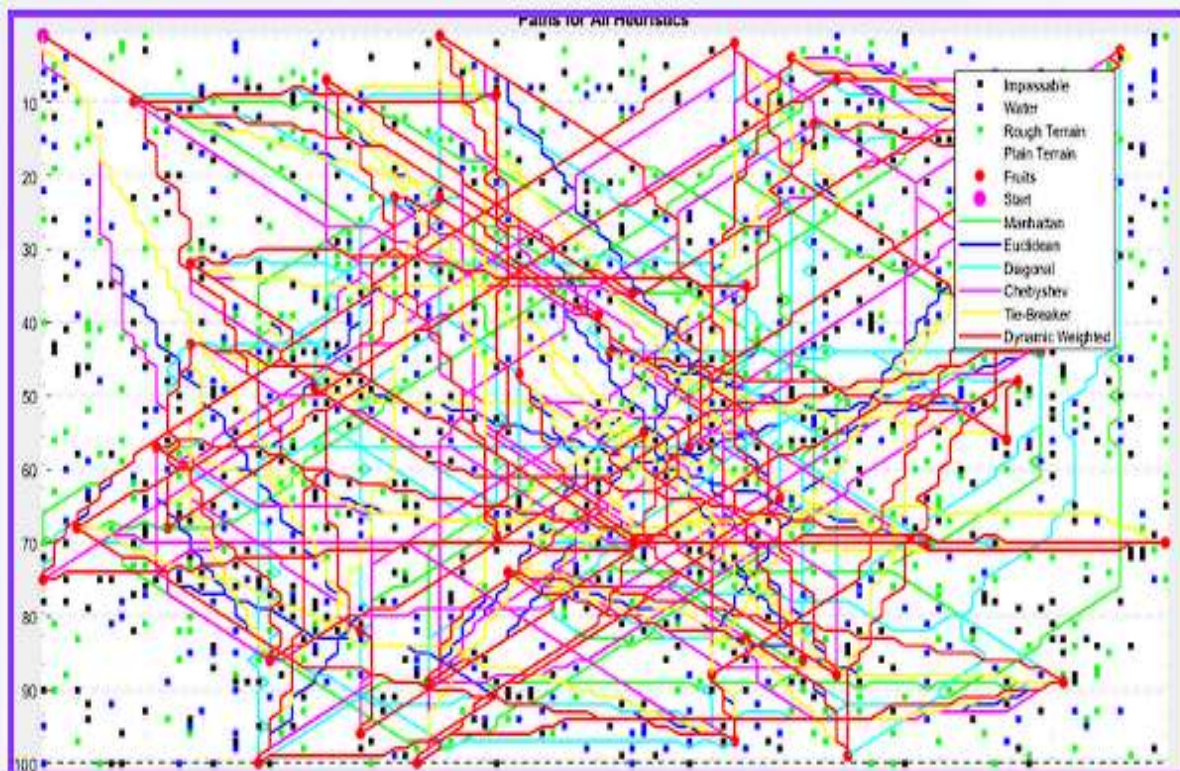 Paths for All Heuristics
10
20
30
40
50
60
70
80
90
100
Impassable
Water
Rough Terrain
Plain Terrain
Fruits
Start
Manhattan
Euclidean
Diagonal
Chebyshev
Tie-Breaker
Dynamic Weighted